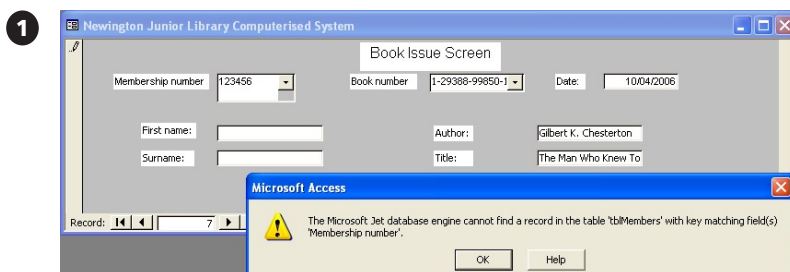 1
Newington Junior Library Computerised System
Book Issue Screen
Membership number 123456 Book number 1-29388-99850-1 Date: 10/04/2006
First name: Author: Gilbert K. Chesterton
Surname: Title: The Man Who Knew To
Microsoft Access
The Microsoft Jet database engine cannot find a record in the table 'tblMembers' with key matching field(s)
'Membership number'.
Record: 7
OK Help